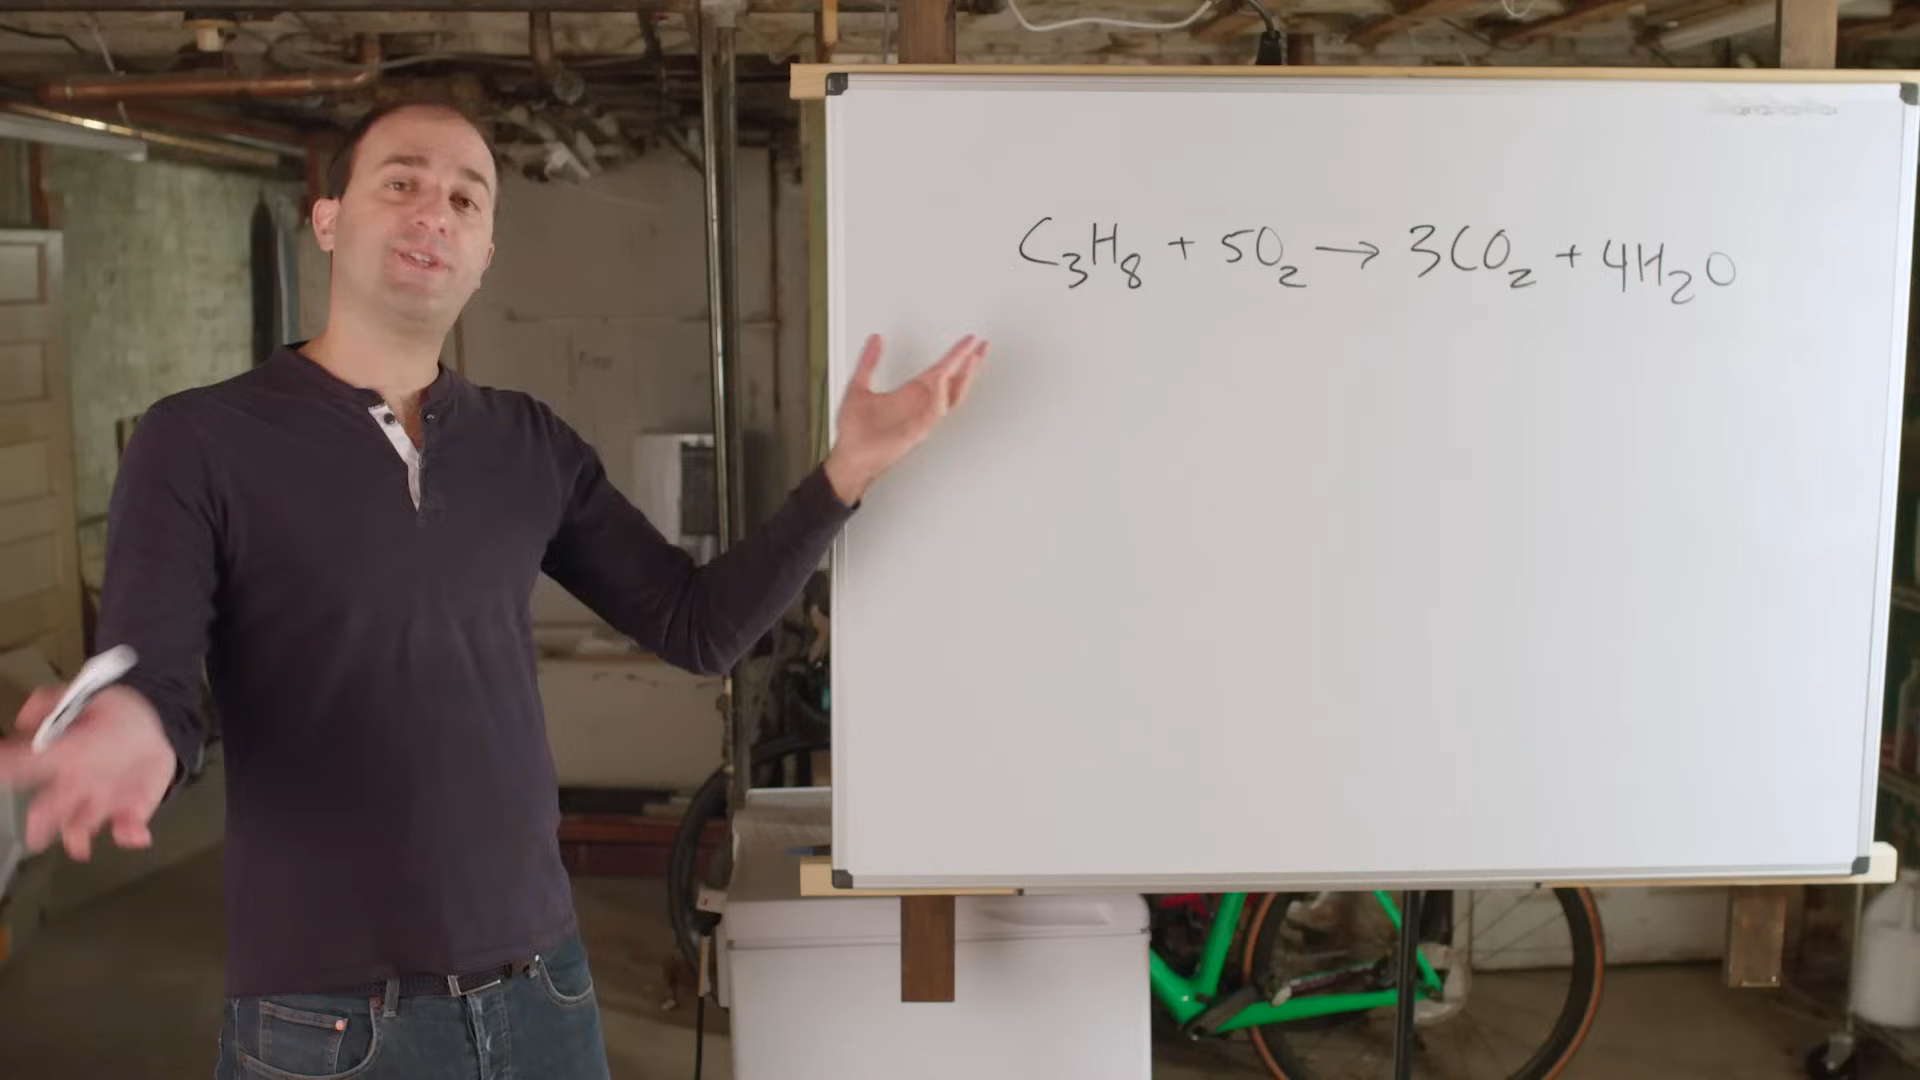 C₃H₈ + 5O₂ → 3CO₂ + 4H₂O